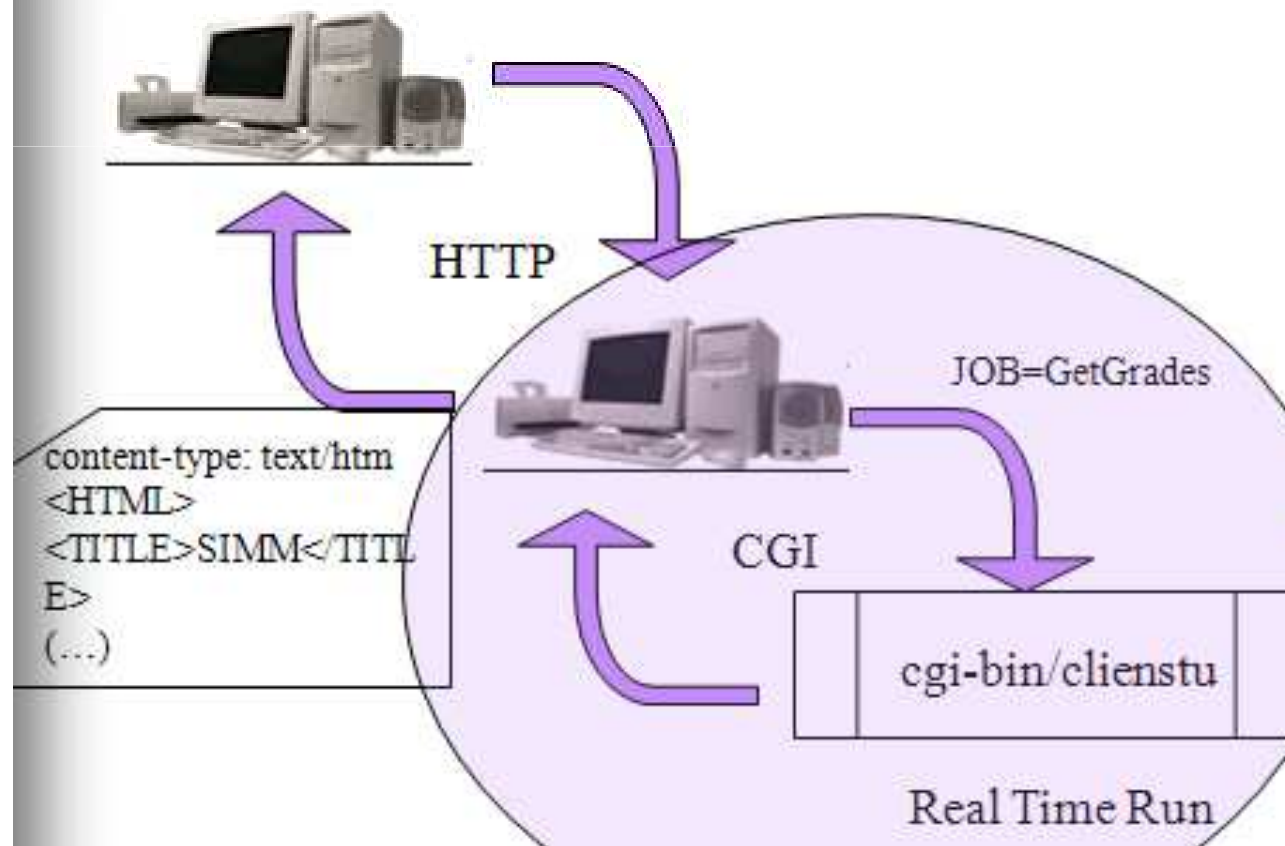 HTTP
JOB=GetGrades
content-type: text/htm
<HTML>
<TITLE>SIMM</TITL
E>
(...)
CGI
cgi-bin/clienstu
Real Time Run